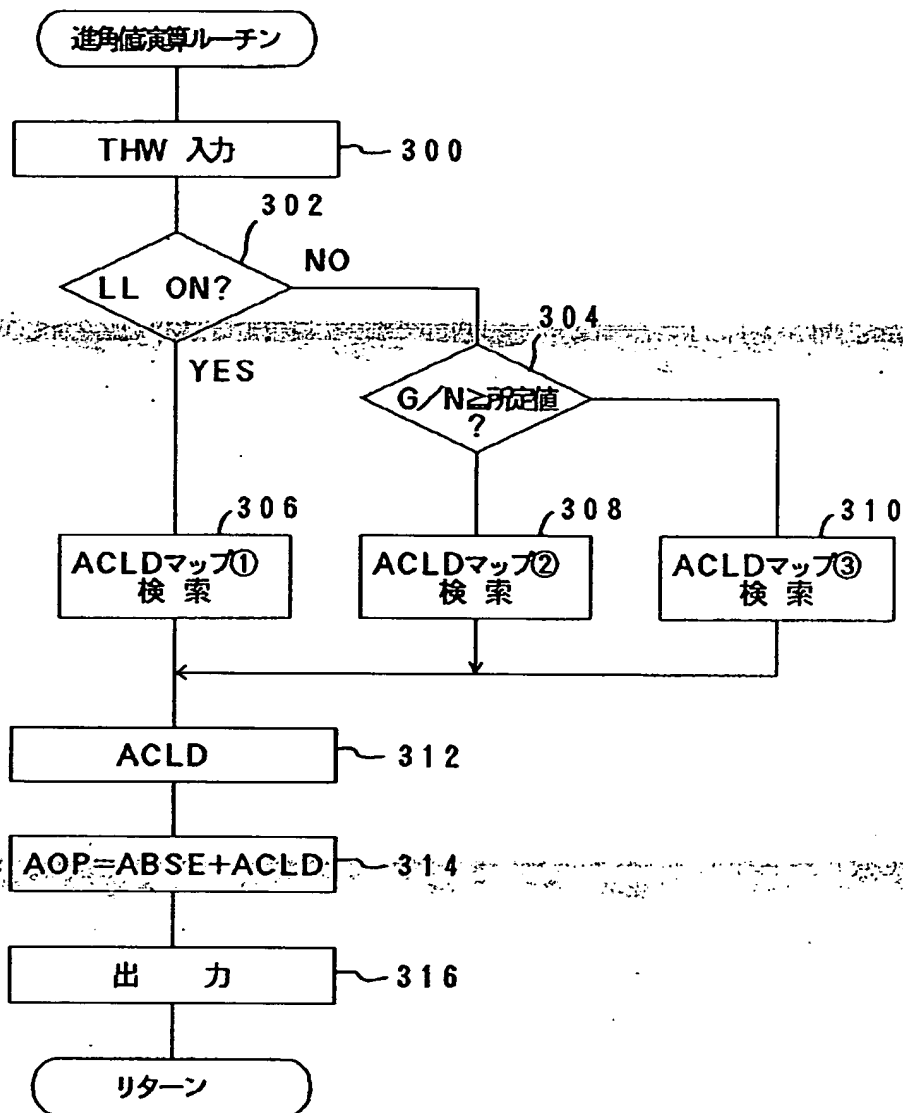 進角値演算ルーチン
THW 入力
300
302
LL ON?
NO
YES
304
G/N≧所定値
?
306
ACLDマップ①
検 索
308
ACLDマップ②
検 索
310
ACLDマップ③
検 索
ACLD
312
AOP=ABSE+ACLD
314
出 力
316
リターン